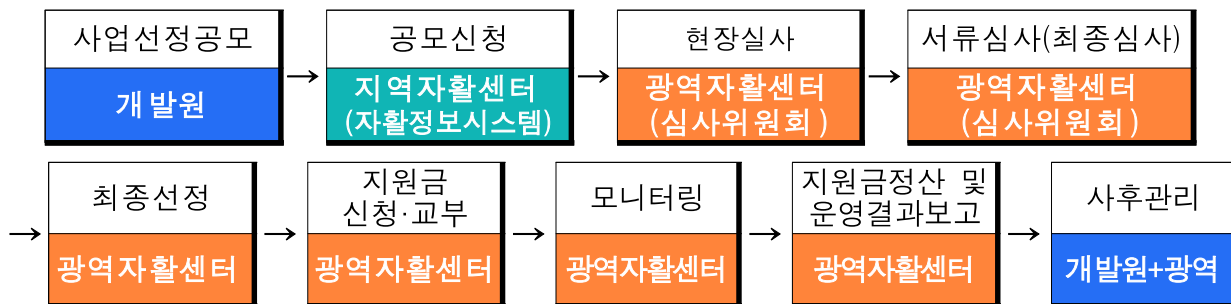 사업선정공모
개발원
→
공모신청
지역자활센터
(자활정보시스템)
→
현장실사
광역자활센터
(심사위원회)
→
서류심사(최종심사)
광역자활센터
(심사위원회)
→
최종선정
광역자활센터
→
지원금
신청·교부
광역자활센터
→
모니터링
광역자활센터
→
지원금정산 및
운영결과보고
광역자활센터
→
사후관리
개발원+광역